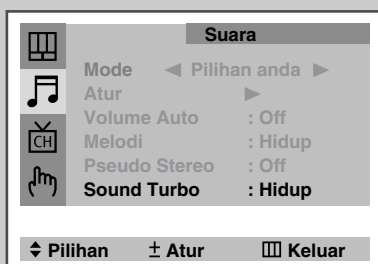 Suara
Mode ◀ Pilihan anda ▶
Atur ▶
Volume Auto : Off
Melodi : Hidup
CH
Pseudo Stereo : Off
Sound Turbo : Hidup
Pilihan ± Atur Keluar